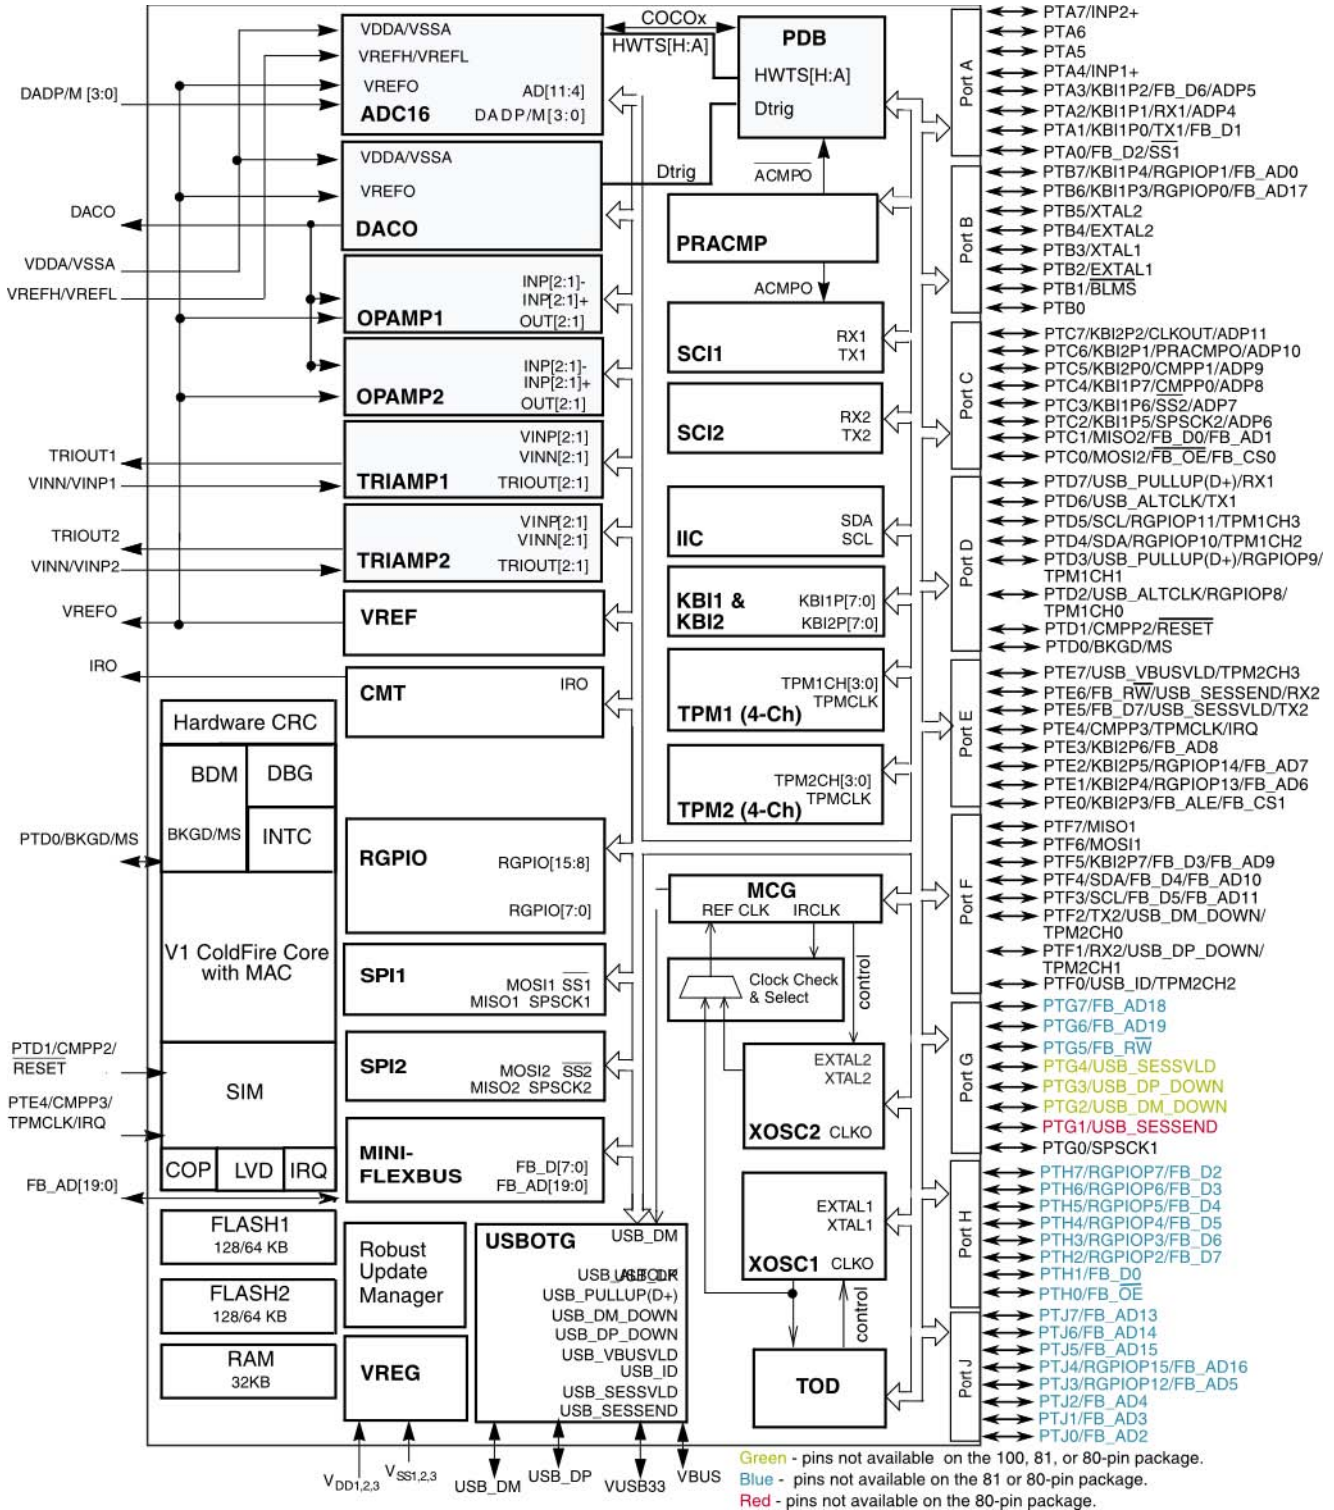 VDDA/VSSA
VREFH/VREFL
VREFO
AD[11:4]
ADC16
DADP/M[3:0]
DADP/M [3:0]
COCOx
HWTS[H:A]
PDB
HWTS[H:A]
Dtrig
VDDA/VSSA
VREFO
DACO
DACO
Dtrig
ACMPO
PRACMP
ACMPO
VDDA/VSSA
VREFH/VREFL
INP[2:1]-
INP[2:1]+
OPAMP1
OUT[2:1]
INP[2:1]-
INP[2:1]+
OPAMP2
OUT[2:1]
RX1
SCI1
TX1
RX2
SCI2
TX2
TRIOUT1
VINN/VINP1
VINP[2:1]
VINN[2:1]
TRIAMP1
TRIOUT[2:1]
TRIOUT2
VINN/VINP2
VINP[2:1]
VINN[2:1]
TRIAMP2
TRIOUT[2:1]
SDA
IIC
SCL
KBI1 &
KBI2
KBI1P[7:0]
KBI2P[7:0]
VREFO
VREF
IRO
CMT
IRO
TPM1CH[3:0]
TPMCLK
TPM1 (4-Ch)
TPM2CH[3:0]
TPMCLK
TPM2 (4-Ch)
Hardware CRC
BDM
DBG
BKGD/MS
INTC
PTD0/BKGD/MS
V1 ColdFire Core
with MAC
PTD1/CMPP2/
RESET
SIM
PTE4/CMPP3/
TPMCLK/IRQ
COP
LVD
IRQ
FB_AD[19:0]
FLASH1
128/64 KB
FLASH2
128/64 KB
RAM
32KB
RGPIO
RGPIO[15:8]
RGPIO[7:0]
SPI1
MOSI1 SS1
MISO1 SPSCK1
SPI2
MOSI2 SS2
MISO2 SPSCK2
MINI-
FLEXBUS
FB_D[7:0]
FB_AD[19:0]
Robust
Update
Manager
VREG
USBOTG
USB_DM
USB_PULLUP(D+)
USB_DM_DOWN
USB_DP_DOWN
USB_VBUSVLD
USB_ID
USB_SESSVLD
USB_SESSEND
VDD1,2,3
VSS1,2,3
USB_DM
USB_DP
VUSB33
VBUS
MCG
REF CLK
IRCLK
Clock Check
& Select
control
EXTAL2
XTAL2
XOSC2
CLKO
EXTAL1
XTAL1
XOSC1
CLKO
control
TOD
Port A
PTA7/INP2+
PTA6
PTA5
PTA4/INP1+
PTA3/KBI1P2/FB_D6/ADP5
PTA2/KBI1P1/RX1/ADP4
PTA1/KBI1P0/TX1/FB_D1
PTA0/FB_D2/SS1
Port B
PTB7/KBI1P4/RGPIOP1/FB_AD0
PTB6/KBI1P3/RGPIOP0/FB_AD17
PTB5/XTAL2
PTB4/EXTAL2
PTB3/XTAL1
PTB2/EXTAL1
PTB1/BLMS
PTB0
Port C
PTC7/KBI2P2/CLKOUT/ADP11
PTC6/KBI2P1/PRACMPO/ADP10
PTC5/KBI2P0/CMPP1/ADP9
PTC4/KBI1P7/CMPP0/ADP8
PTC3/KBI1P6/SS2/ADP7
PTC2/KBI1P5/SPSCK2/ADP6
PTC1/MISO2/FB_D0/FB_AD1
PTC0/MOSI2/FB_OE/FB_CS0
Port D
PTD7/USB_PULLUP(D+)/RX1
PTD6/USB_ALTCLK/TX1
PTD5/SCL/RGPIOP11/TPM1CH3
PTD4/SDA/RGPIOP10/TPM1CH2
PTD3/USB_PULLUP(D+)/RGPIOP9/
TPM1CH1
PTD2/USB_ALTCLK/RGPIOP8/
TPM1CH0
PTD1/CMPP2/RESET
PTD0/BKGD/MS
Port E
PTE7/USB_VBUSVLD/TPM2CH3
PTE6/FB_RW/USB_SESSEND/RX2
PTE5/FB_D7/USB_SESSVLD/TX2
PTE4/CMPP3/TPMCLK/IRQ
PTE3/KBI2P6/FB_AD8
PTE2/KBI2P5/RGPIOP14/FB_AD7
PTE1/KBI2P4/RGPIOP13/FB_AD6
PTE0/KBI2P3/FB_ALE/FB_CS1
Port F
PTF7/MISO1
PTF6/MOSI1
PTF5/KBI2P7/FB_D3/FB_AD9
PTF4/SDA/FB_D4/FB_AD10
PTF3/SCL/FB_D5/FB_AD11
PTF2/TX2/USB_DM_DOWN/
TPM2CH0
PTF1/RX2/USB_DP_DOWN/
TPM2CH1
PTF0/USB_ID/TPM2CH2
Port G
PTG7/FB_AD18
PTG6/FB_AD19
PTG5/FB_RW
PTG4/USB_SESSVLD
PTG3/USB_DP_DOWN
PTG2/USB_DM_DOWN
PTG1/USB_SESSEND
PTG0/SPSCK1
Port H
PTH7/RGPIOP7/FB_D2
PTH6/RGPIOP6/FB_D3
PTH5/RGPIOP5/FB_D4
PTH4/RGPIOP4/FB_D5
PTH3/RGPIOP3/FB_D6
PTH2/RGPIOP2/FB_D7
PTH1/FB_D0
PTH0/FB_OE
Port J
PTJ7/FB_AD13
PTJ6/FB_AD14
PTJ5/FB_AD15
PTJ4/RGPIOP15/FB_AD16
PTJ3/RGPIOP12/FB_AD5
PTJ2/FB_AD4
PTJ1/FB_AD3
PTJ0/FB_AD2
Green - pins not available on the 100, 81, or 80-pin package.
Blue - pins not available on the 81 or 80-pin package.
Red - pins not available on the 80-pin package.